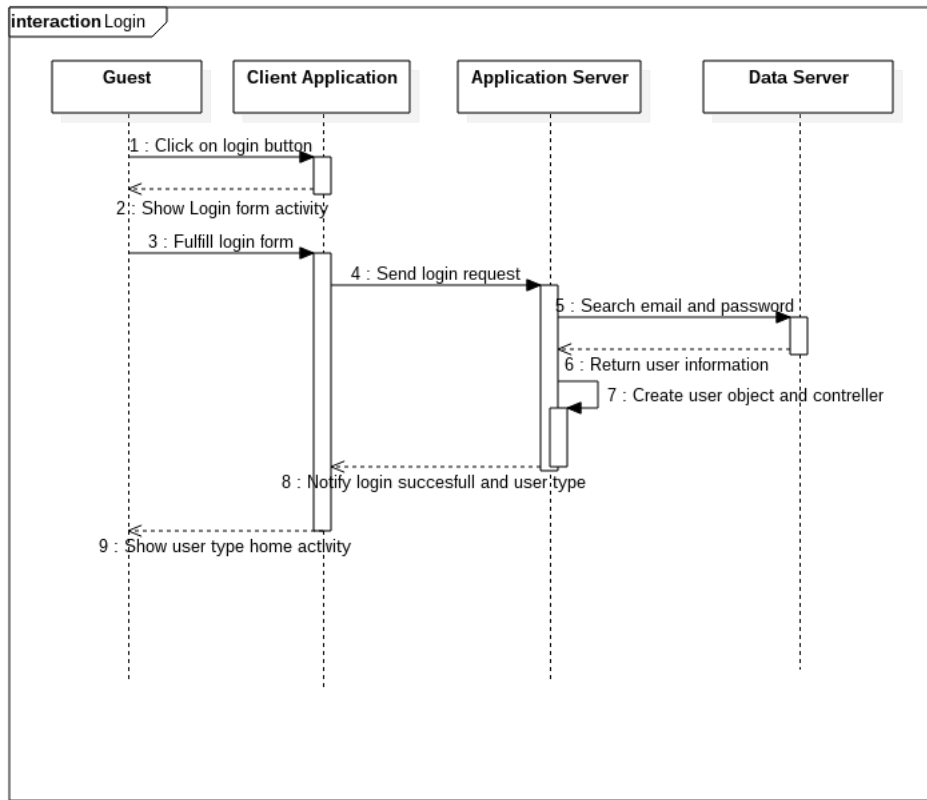 interaction Login
Guest
Client Application
Application Server
Data Server
1 : Click on login button
2 : Show Login form activity
3 : Fulfill login form
4 : Send login request
5 : Search email and password
6 : Return user information
7 : Create user object and contreller
8 : Notify login succesfull and user type
9 : Show user type home activity